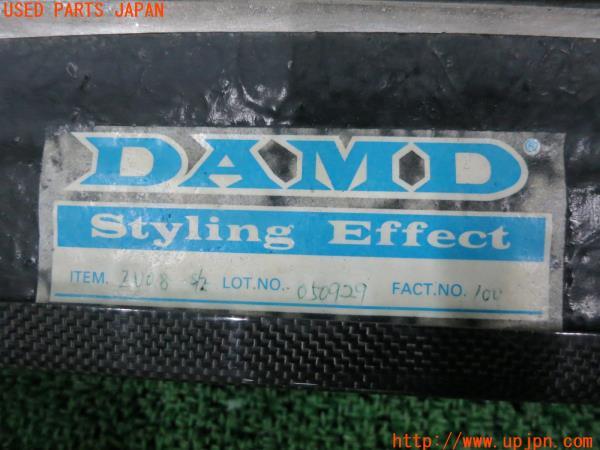 USED PARTS JAPAN
DAMD®
Styling Effect
ITEM. LOT.NO. 050929 FACT.NO.
http://www.upjpn.com/